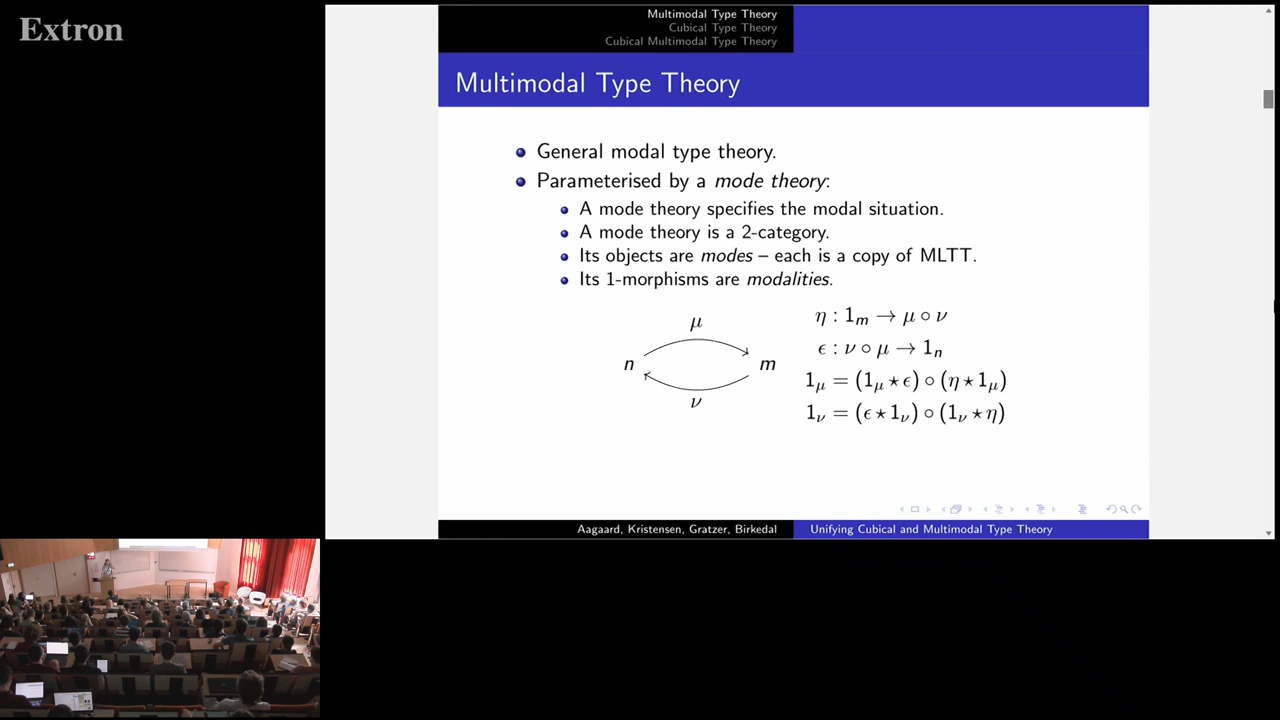 Extron
Multimodal Type Theory
Cubical Type Theory
Cubical Multimodal Type Theory
Multimodal Type Theory
General modal type theory.
Parameterised by a mode theory:
A mode theory specifies the modal situation.
A mode theory is a 2-category.
Its objects are modes – each is a copy of MLTT.
Its 1-morphisms are modalities.
μ
n m
ν
η : 1ₘ → μ ∘ ν
ϵ : ν ∘ μ → 1ₙ
1_μ = (1_μ ⋆ ϵ) ∘ (η ⋆ 1_μ)
1_ν = (ϵ ⋆ 1_ν) ∘ (1_ν ⋆ η)
Aagaard, Kristensen, Gratzer, Birkedal
Unifying Cubical and Multimodal Type Theory